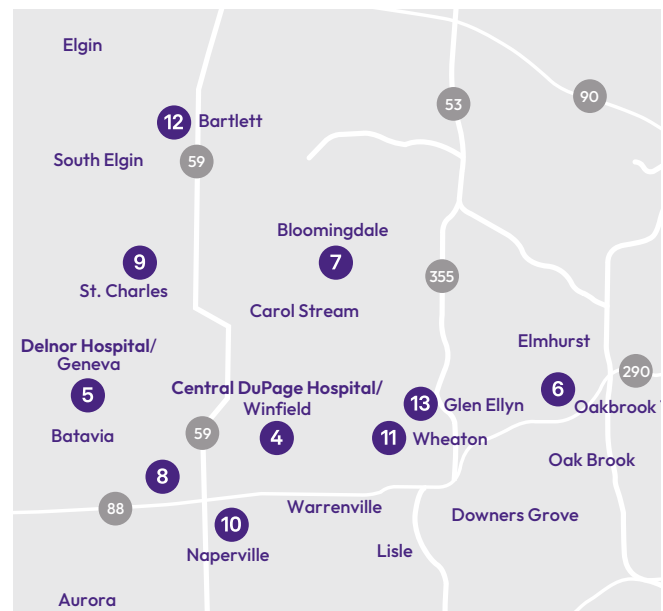 Elgin
90
53
12 Bartlett
South Elgin
59
Bloomingdale
9
7
355
St. Charles
Carol Stream
Delnor Hospital/
Geneva
Elmhurst
290
Central DuPage Hospital/
Winfield
5
6
13 Glen Ellyn
Oakbrook
Batavia
59
4
11 Wheaton
Oak Brook
8
88
Warrenville
Downers Grove
10
Naperville
Lisle
Aurora